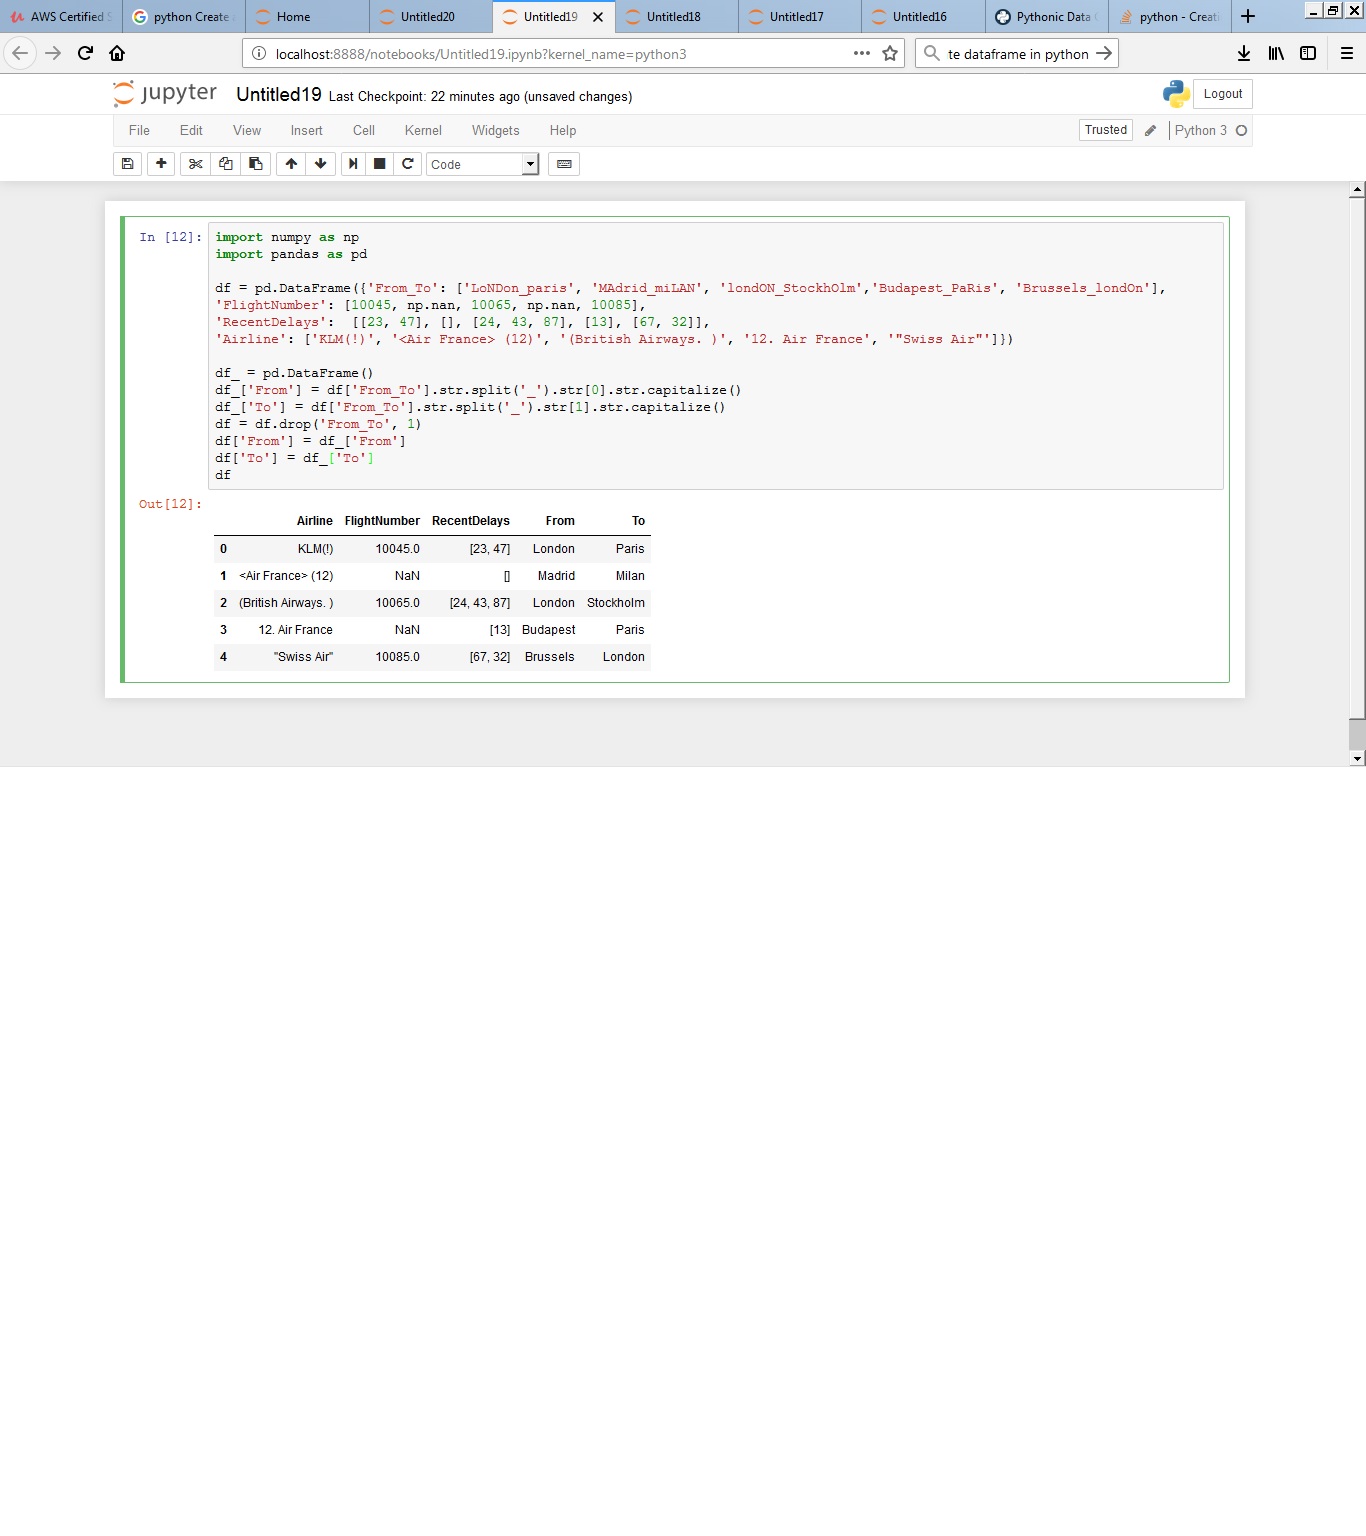 AWS Certified S
python Create
Home
Untitled20
Untitled19
Untitled18
Untitled17
Untitled16
Pythonic Data C
python - Creati
localhost:8888/notebooks/Untitled19.ipynb?kernel_name=python3
te dataframe in python
jupyter Untitled19 Last Checkpoint: 22 minutes ago (unsaved changes)
Logout
File Edit View Insert Cell Kernel Widgets Help
Trusted Python 3
Code
In [12]: import numpy as np
import pandas as pd
df = pd.DataFrame({'From_To': ['LoNDon_paris', 'MAdrid_miLAN', 'londON_StockhOlm','Budapest_PaRis', 'Brussels_londOn'],
'FlightNumber': [10045, np.nan, 10065, np.nan, 10085],
'RecentDelays':  [[23, 47], [], [24, 43, 87], [13], [67, 32]],
'Airline': ['KLM(!)', '<Air France> (12)', '(British Airways. )', '12. Air France', '"Swiss Air"']})
df_ = pd.DataFrame()
df_['From'] = df['From_To'].str.split('_').str[0].str.capitalize()
df_['To'] = df['From_To'].str.split('_').str[1].str.capitalize()
df = df.drop('From_To', 1)
df['From'] = df_['From']
df['To'] = df_['To']
df
Out[12]:
Airline FlightNumber RecentDelays From To
0 KLM(!) 10045.0 [23, 47] London Paris
1 <Air France> (12) NaN [] Madrid Milan
2 (British Airways. ) 10065.0 [24, 43, 87] London Stockholm
3 12. Air France NaN [13] Budapest Paris
4 "Swiss Air" 10085.0 [67, 32] Brussels London